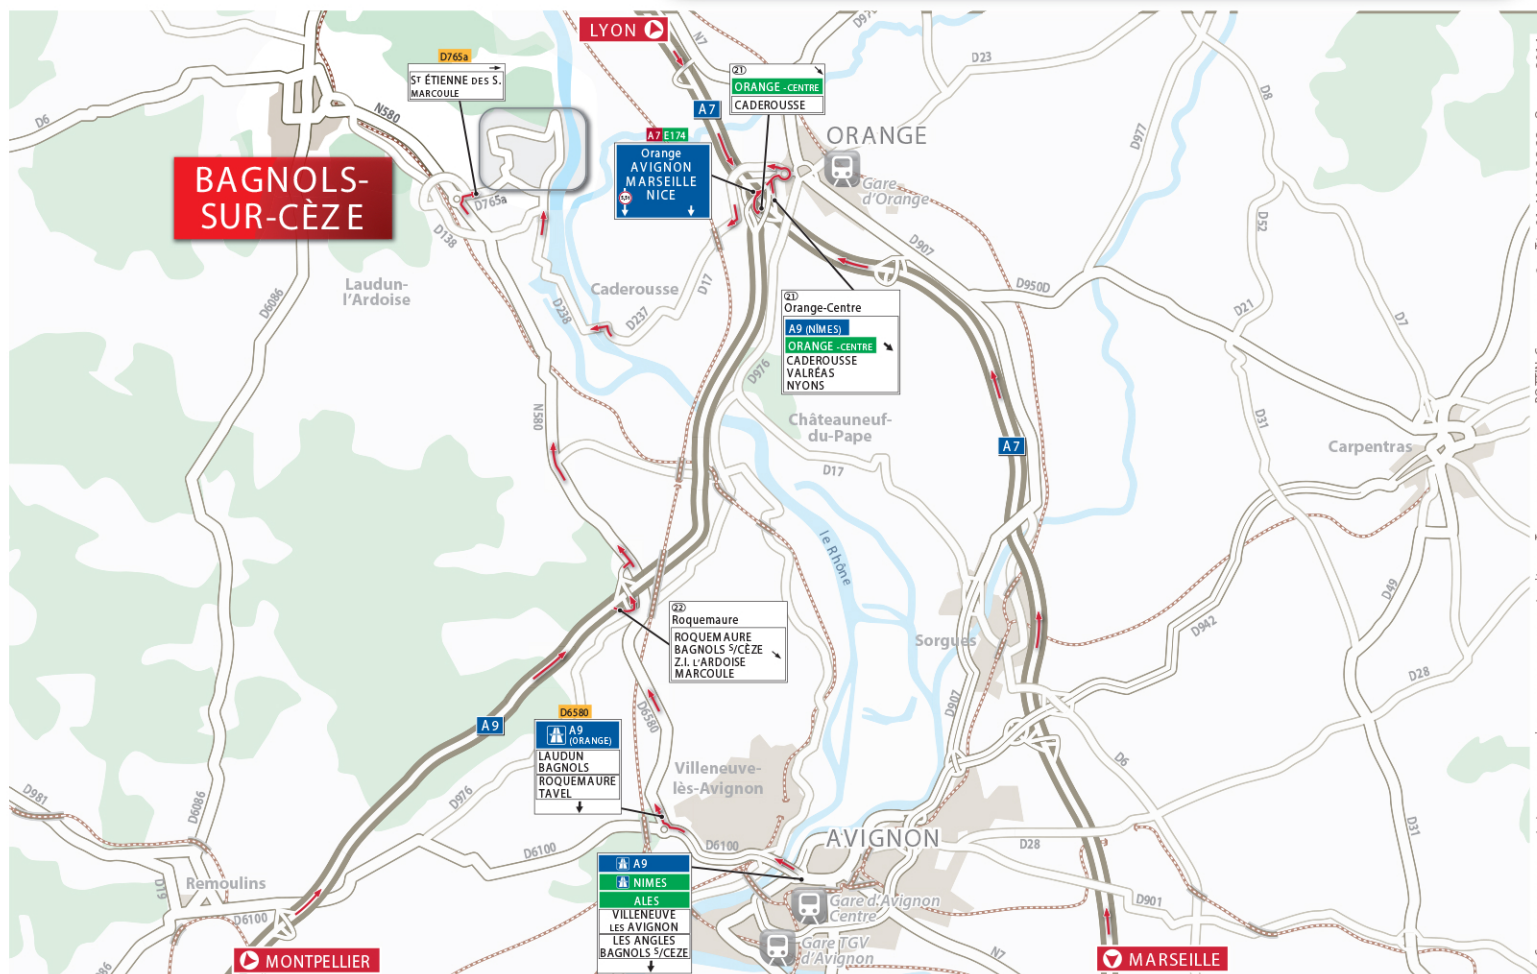 LYON
N7
D976
D23
D765a
ST ÉTIENNE DES S.
MARCOULE
21
ORANGE - CENTRE
CADEROUSSE
A7
D8
D6
N580
A7 E174
Orange
AVIGNON
MARSEILLE
NICE
ORANGE
Gare
d'Orange
D977
BAGNOLS-
SUR-CÈZE
D765a
D138
D52
D907
Laudun-
l'Ardoise
Caderousse
D17
D950D
D6086
D238
D237
21
Orange-Centre
A9 (NÎMES)
ORANGE - CENTRE
CADEROUSSE
VALRÉAS
NYONS
D21
D7
D976
N580
Châteauneuf-
du-Pape
D31
A7
Carpentras
D17
le Rhône
D49
22
Roquemaure
ROQUEMAURE
BAGNOLS S/CÈZE
Z.I. L'ARDOISE
MARCOULE
Sorgues
D942
D28
D907
D6580
A9
D6580
A9
(ORANGE)
LAUDUN
BAGNOLS
ROQUEMAURE
TAVEL
Villeneuve-
lès-Avignon
D6
D981
D6086
D976
D31
D6100
D6100
AVIGNON
D28
A9
NIMES
ALES
VILLENEUVE
LES AVIGNON
LES ANGLES
BAGNOLS S/CEZE
Remoulins
D19
D6100
Gare d'Avignon
Centre
D901
Gare TGV
d'Avignon
N7
MONTPELLIER
MARSEILLE